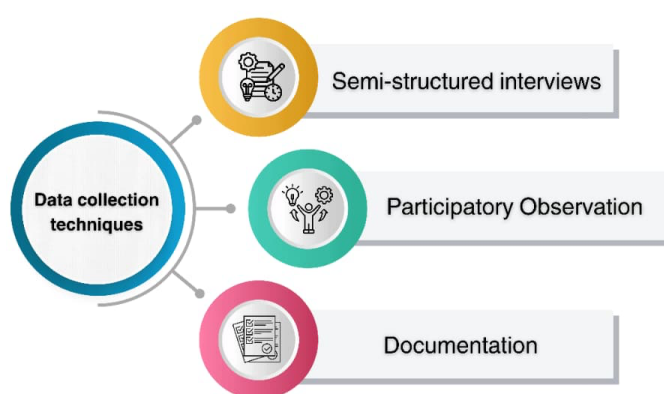 Semi-structured interviews
Data collection
techniques
Participatory Observation
Documentation